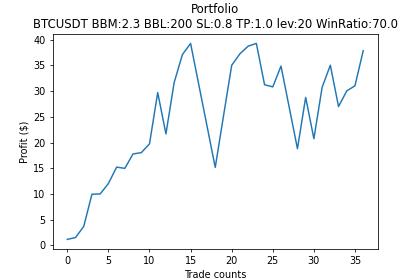 Portfolio
BTCUSDT BBM:2.3 BBL:200 SL:0.8 TP:1.0 lev:20 WinRatio:70.0
40
35
30
25
20
15
10
5
0
Profit ($)
0 5 10 15 20 25 30 35
Trade counts